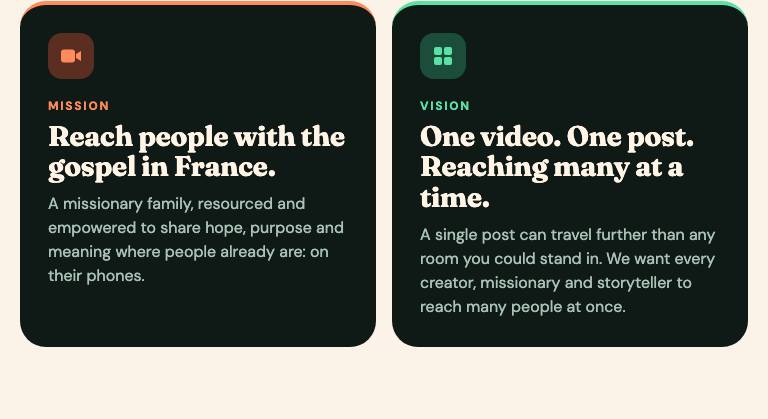 MISSION
Reach people with the
gospel in France.
A missionary family, resourced and
empowered to share hope, purpose and
meaning where people already are: on
their phones.
VISION
One video. One post.
Reaching many at a
time.
A single post can travel further than any
room you could stand in. We want every
creator, missionary and storyteller to
reach many people at once.